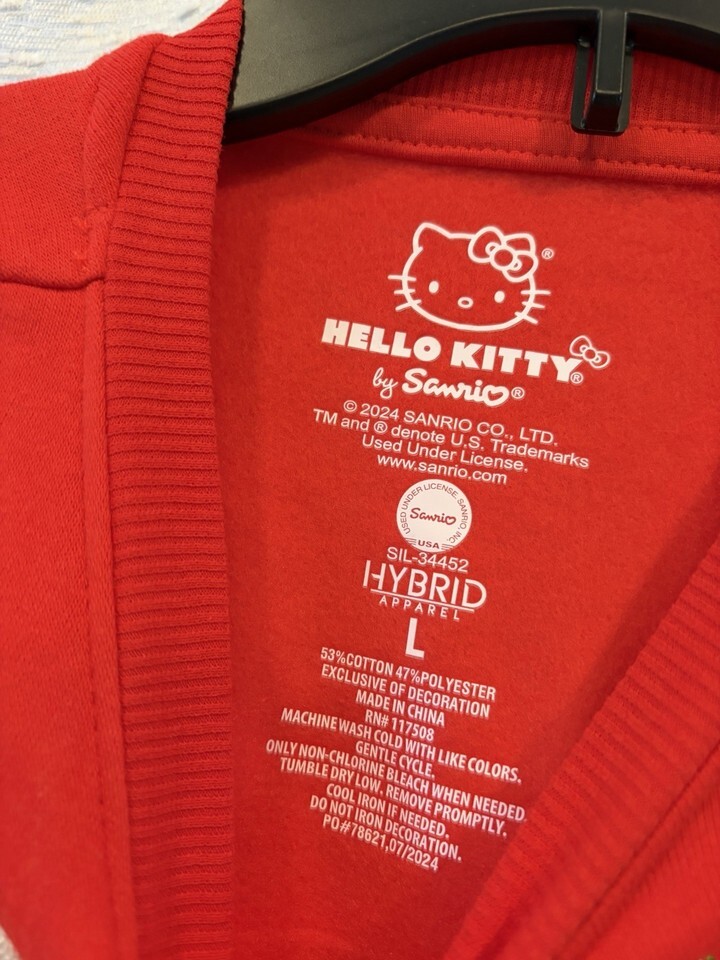 ®
HELLO KITTY®
by Sanrio®
© 2024 SANRIO CO., LTD.
TM and ® denote U.S. Trademarks
Used Under License.
www.sanrio.com
USED UNDER LICENSE. SANRIO, INC.
Sanrio
USA
SIL-34452
HYBRID
APPAREL
L
53%COTTON 47%POLYESTER
EXCLUSIVE OF DECORATION
MADE IN CHINA
RN# 117508
MACHINE WASH COLD WITH LIKE COLORS.
GENTLE CYCLE.
ONLY NON-CHLORINE BLEACH WHEN NEEDED.
TUMBLE DRY LOW, REMOVE PROMPTLY.
COOL IRON IF NEEDED.
DO NOT IRON DECORATION.
PO#78621,07/2024